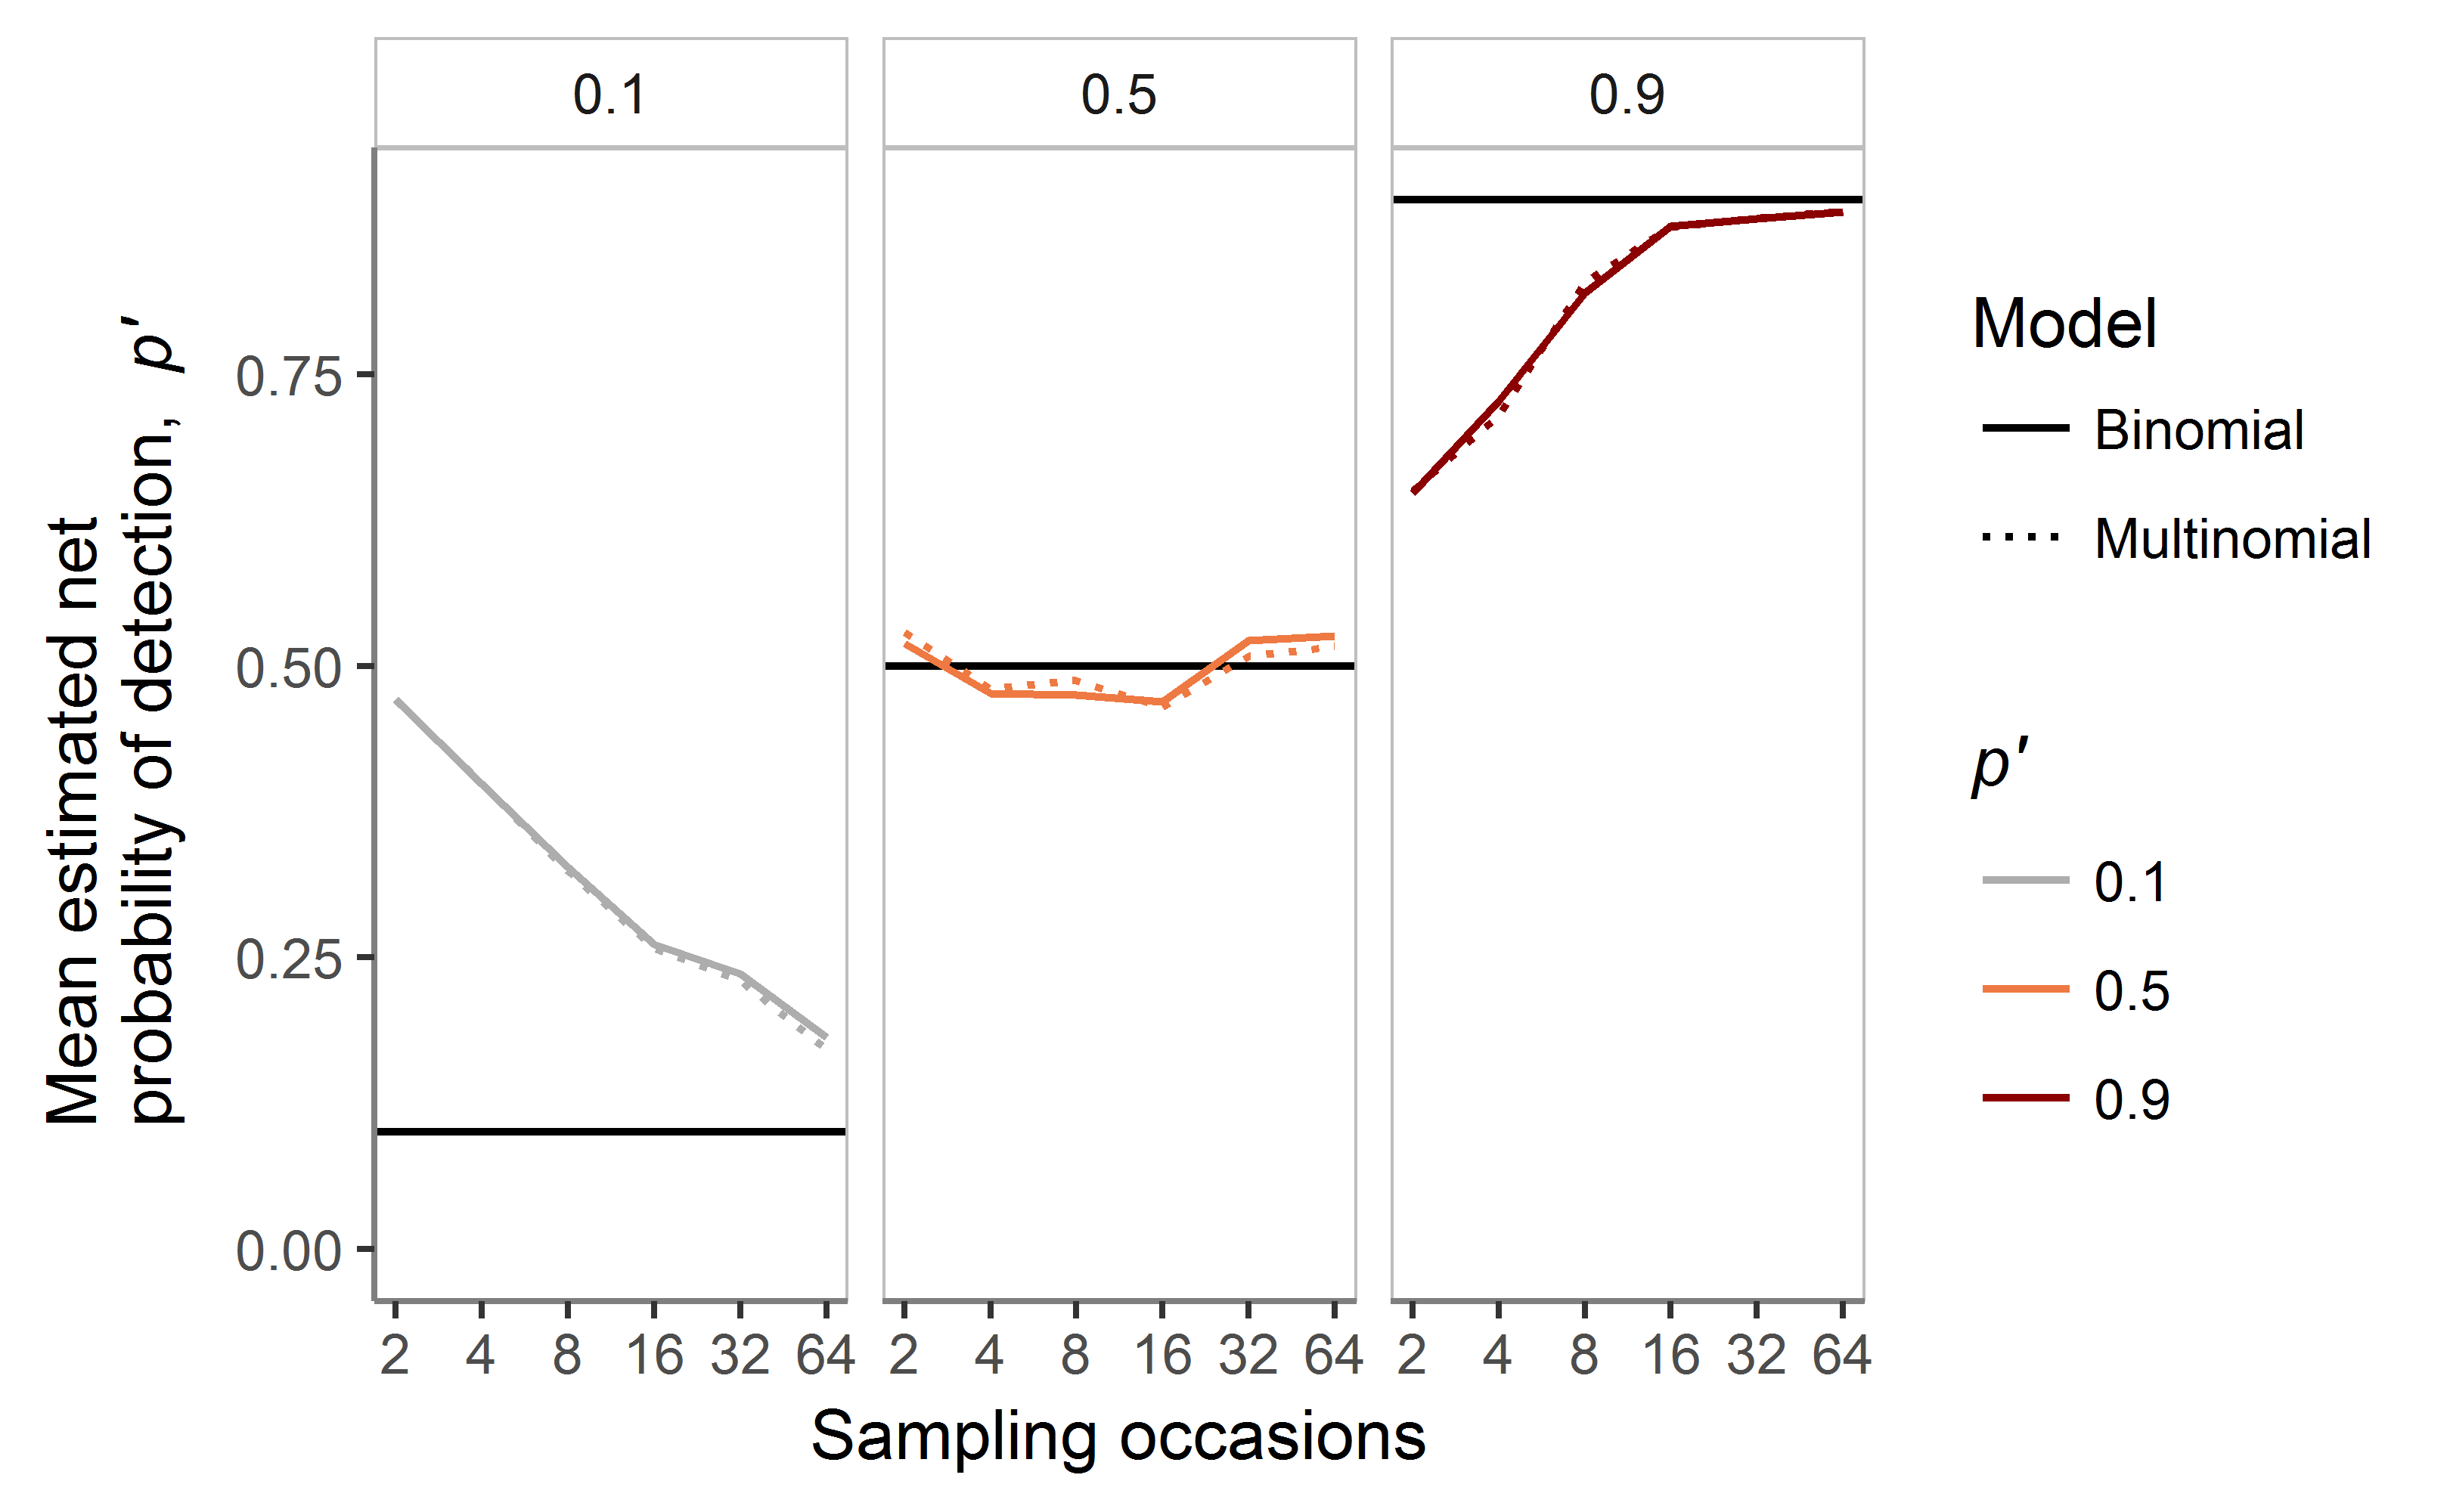 0.1
0.5
0.9
Mean estimated net
probability of detection, p'
0.75
0.50
0.25
0.00
2 4 8 16 32 64
2 4 8 16 32 64
2 4 8 16 32 64
Sampling occasions
Model
Binomial
Multinomial
p'
0.1
0.5
0.9